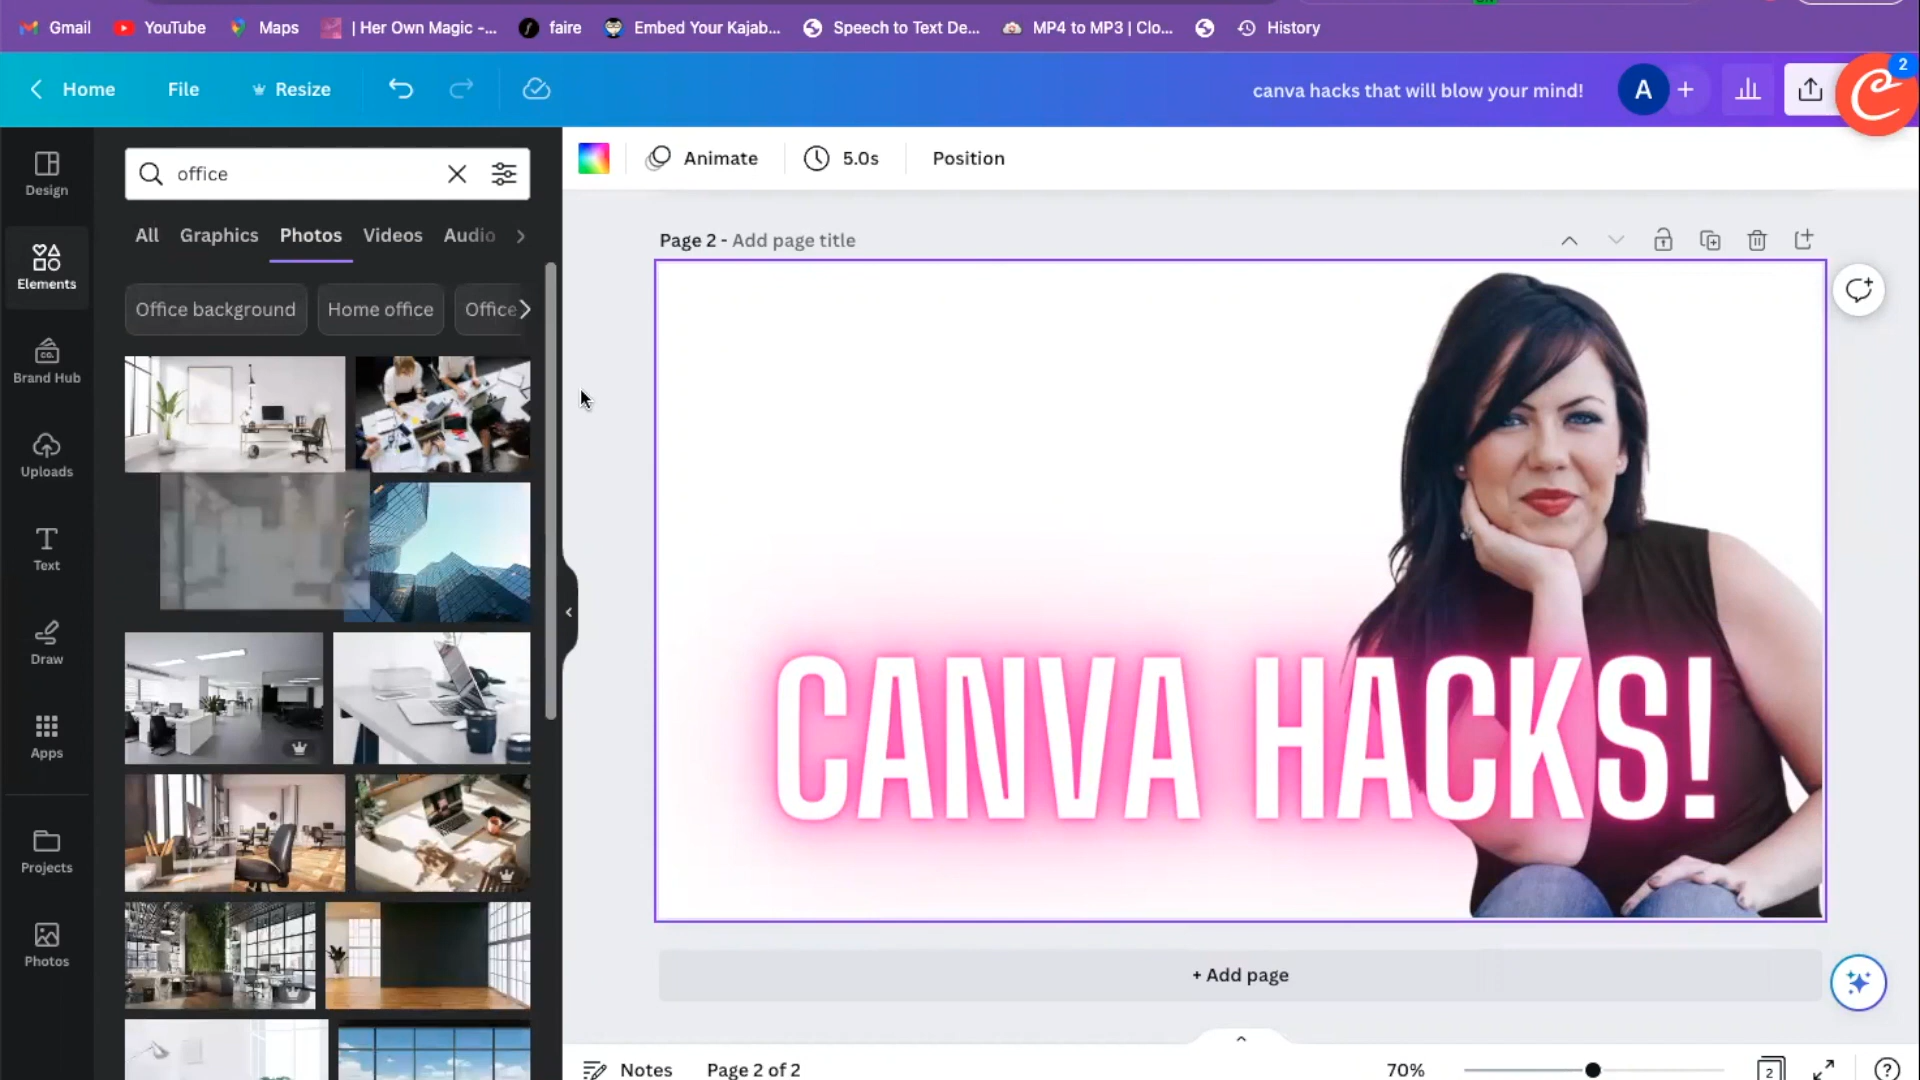 Gmail YouTube Maps | Her Own Magic -... faire Embed Your Kajab... Speech to Text De... MP4 to MP3 | Clo... History
Home File Resize canva hacks that will blow your mind! A + 2
Design
Elements
Brand Hub
CO.
Uploads
Text
Draw
Apps
Projects
Photos
office
All Graphics Photos Videos Audio
Office background Home office Office
Animate 5.0s Position
Page 2 - Add page title
CANVA HACKS!
+ Add page
Notes Page 2 of 2 70% 2 ?